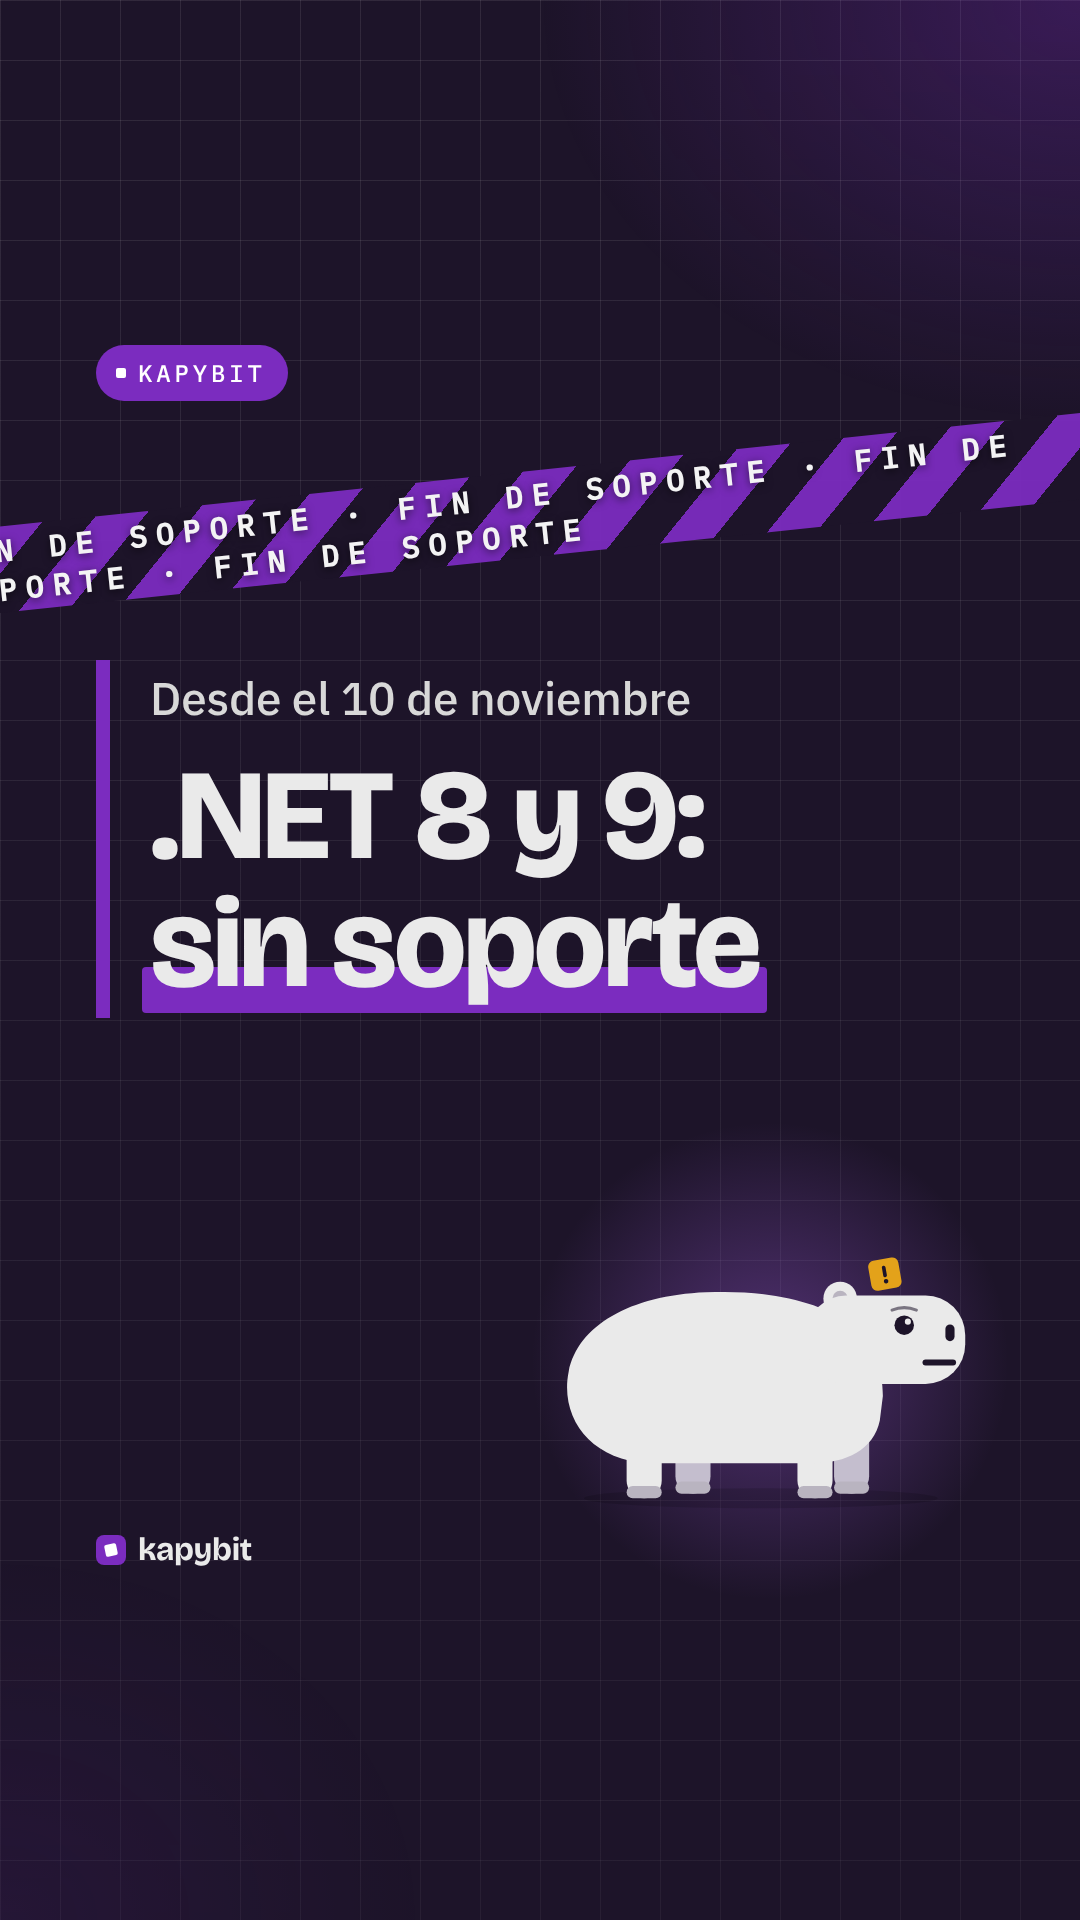 KAPYBIT
N DE SOPORTE · FIN DE SOPORTE · FIN DE
PORTE · FIN DE SOPORTE
Desde el 10 de noviembre
.NET 8 y 9:
sin soporte
!
kapybit